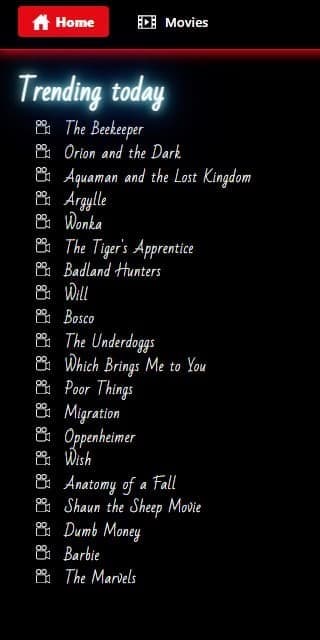 Home
Movies
Trending today
The Beekeeper
Orion and the Dark
Aquaman and the Lost Kingdom
Argylle
Wonka
The Tiger's Apprentice
Badland Hunters
Will
Bosco
The Underdoggs
Which Brings Me to You
Poor Things
Migration
Oppenheimer
Wish
Anatomy of a Fall
Shaun the Sheep Movie
Dumb Money
Barbie
The Marvels